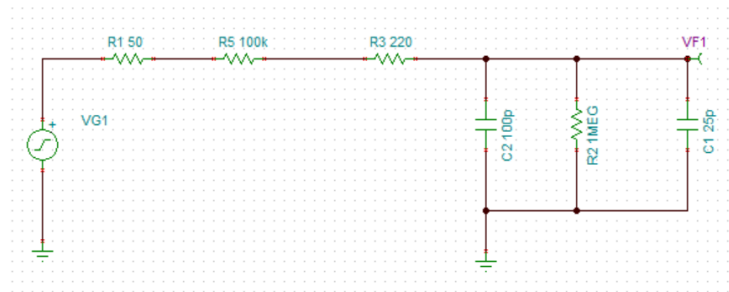 R1 50
R5 100k
R3 220
VF1
VG1
+
C2 100p
R2 1MEG
C1 25p